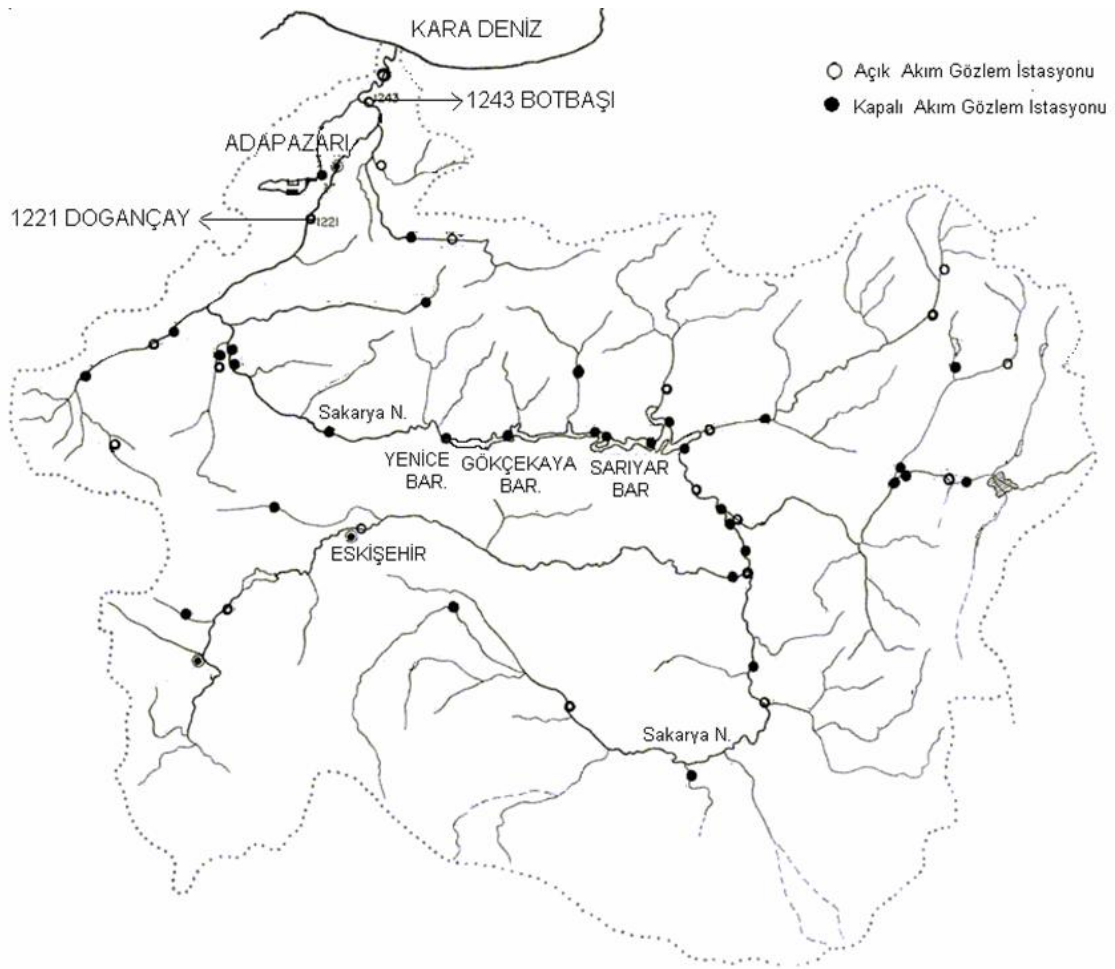 KARA DENİZ
Açık Akım Gözlem İstasyonu
Kapalı Akım Gözlem İstasyonu
1243
1243 BOTBAŞI
ADAPAZARI
1221 DOGANÇAY
1221
Sakarya N.
YENİCE
BAR.
GÖKÇEKAYA
BAR.
SARIYAR
BAR
ESKİŞEHİR
Sakarya N.